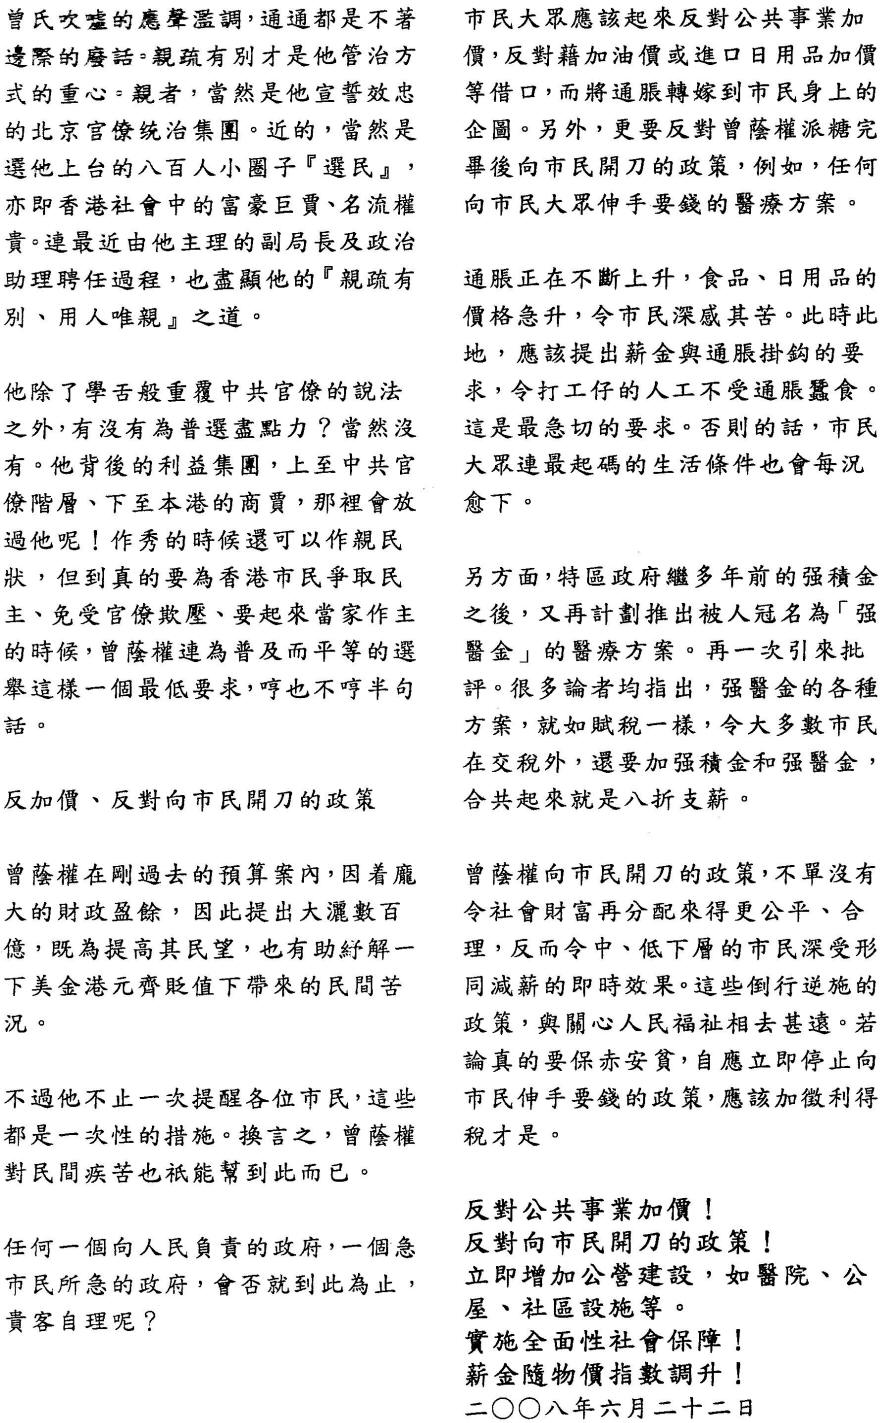 曾氏吹噓的應聲濫調，通通都是不著
邊際的廢話。親疏有別才是他管治方
式的重心。親者，當然是他宣誓效忠
的北京官僚统治集團。近的，當然是
選他上台的八百人小圈子『選民』，
亦即香港社會中的富豪巨賈、名流權
貴。連最近由他主理的副局長及政治
助理聘任過程，也盡顯他的『親疏有
別、用人唯親』之道。

他除了學舌般重覆中共官僚的說法
之外，有沒有為普選盡點力？當然沒
有。他背後的利益集團，上至中共官
僚階層、下至本港的商賈，那裡會放
過他呢！作秀的時候還可以作親民
狀，但到真的要為香港市民爭取民
主、免受官僚欺壓、要起來當家作主
的時候，曾蔭權連為普及而平等的選
舉這樣一個最低要求，哼也不哼半句
話。

反加價、反對向市民開刀的政策

曾蔭權在剛過去的預算案內，因着龐
大的財政盈餘，因此提出大灑數百
億，既為提高其民望，也有助紓解一
下美金港元齊貶值下帶來的民間苦
況。

不過他不止一次提醒各位市民，這些
都是一次性的措施。換言之，曾蔭權
對民間疾苦也祇能幫到此而已。

任何一個向人民負責的政府，一個急
市民所急的政府，會否就到此為止，
貴客自理呢？

市民大眾應該起來反對公共事業加
價，反對藉加油價或進口日用品加價
等借口，而將通脹轉嫁到市民身上的
企圖。另外，更要反對曾蔭權派糖完
畢後向市民開刀的政策，例如，任何
向市民大眾伸手要錢的醫療方案。

通脹正在不斷上升，食品、日用品的
價格急升，令市民深感其苦。此時此
地，應該提出薪金與通脹掛鈎的要
求，令打工仔的人工不受通脹蠶食。
這是最急切的要求。否則的話，市民
大眾連最起碼的生活條件也會每況
愈下。

另方面，特區政府繼多年前的强積金
之後，又再計劃推出被人冠名為「强
醫金」的醫療方案。再一次引來批
評。很多論者均指出，强醫金的各種
方案，就如賦稅一樣，令大多數市民
在交稅外，還要加强積金和强醫金，
合共起來就是八折支薪。

曾蔭權向市民開刀的政策，不單沒有
令社會財富再分配來得更公平、合
理，反而令中、低下層的市民深受形
同減薪的即時效果。這些倒行逆施的
政策，與關心人民福祉相去甚遠。若
論真的要保赤安貧，自應立即停止向
市民伸手要錢的政策，應該加徵利得
稅才是。

反對公共事業加價！
反對向市民開刀的政策！
立即增加公營建設，如醫院、公
屋、社區設施等。
實施全面性社會保障！
薪金隨物價指數調升！
二〇〇八年六月二十二日